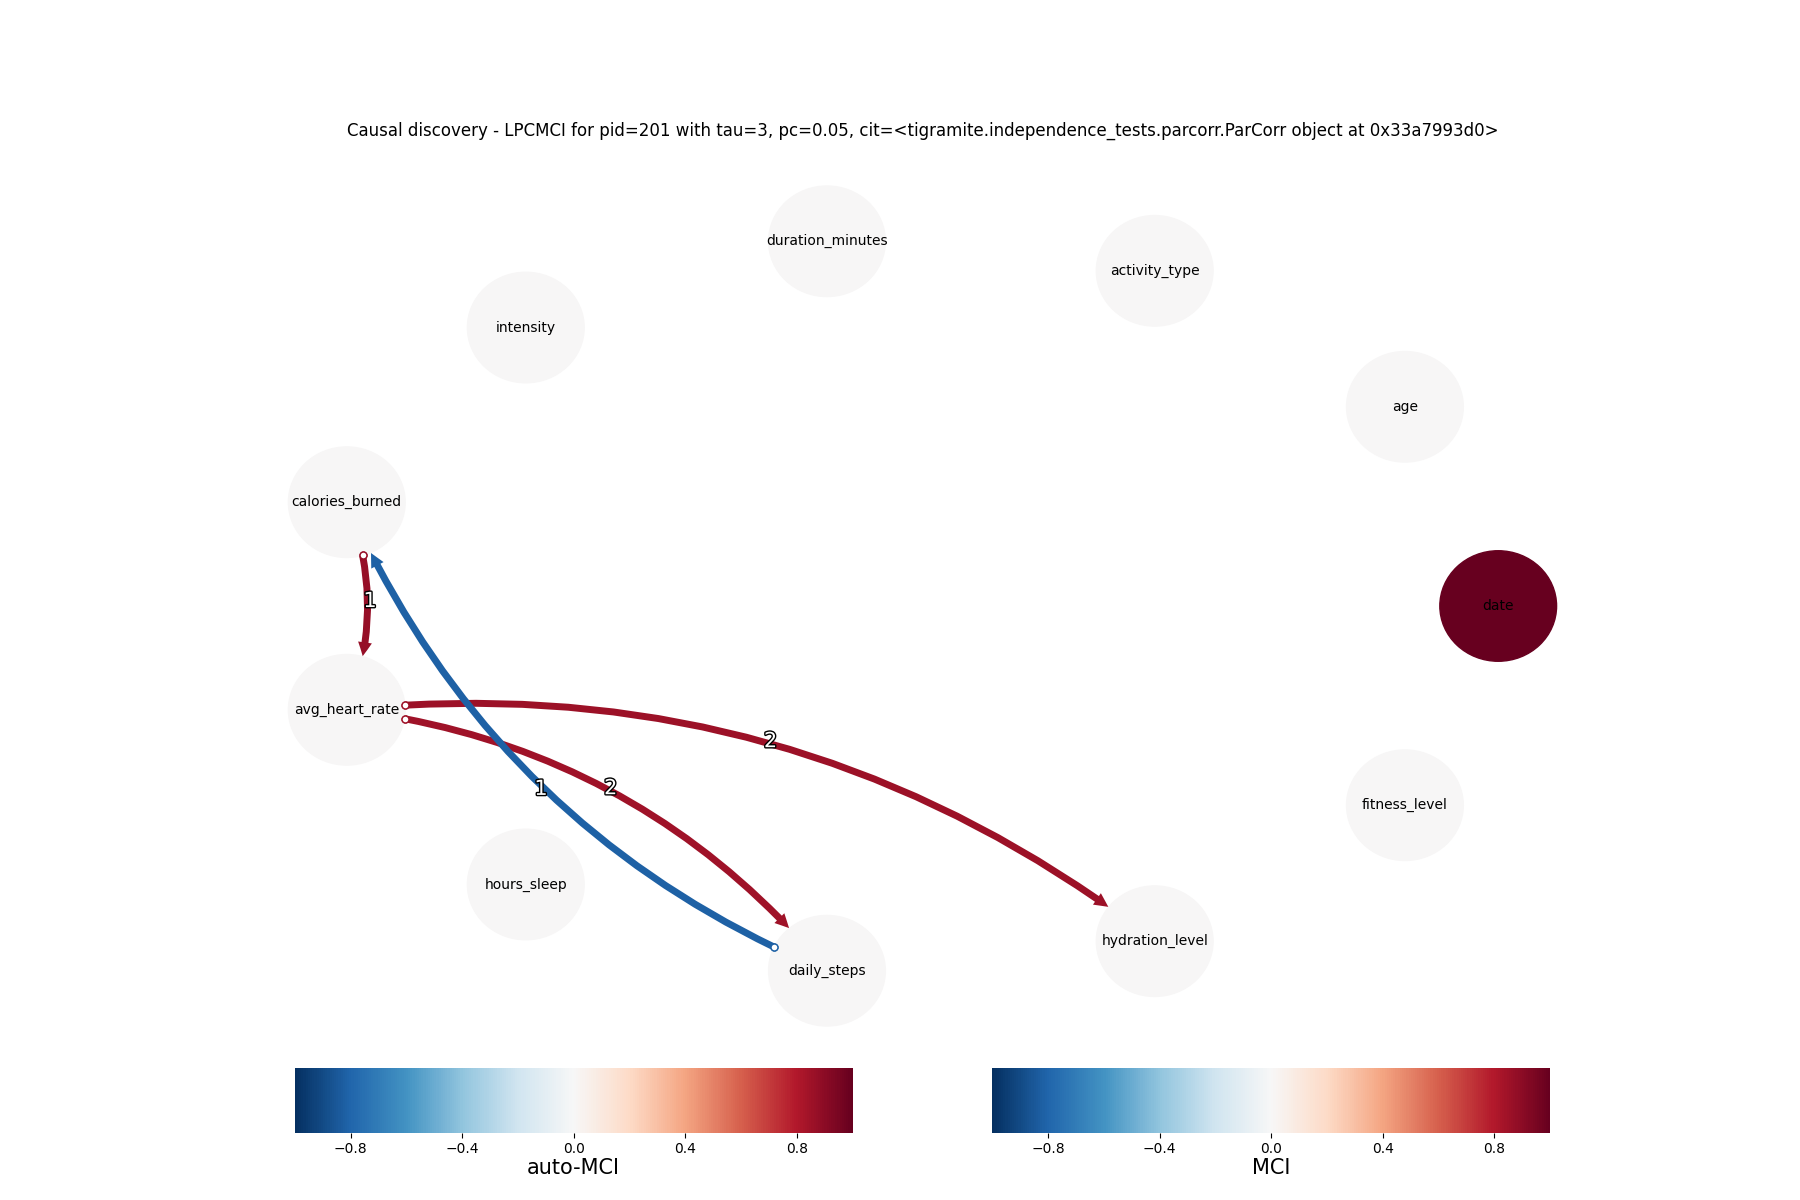 Causal discovery - LPCMCI for pid=201 with tau=3, pc=0.05, cit=<tigramite.independence_tests.parcorr.ParCorr object at 0x33a7993d0>
duration_minutes
activity_type
intensity
age
calories_burned
1
date
avg_heart_rate
2
1
2
fitness_level
hours_sleep
hydration_level
daily_steps
−0.8 −0.4 0.0 0.4 0.8
auto-MCI
−0.8 −0.4 0.0 0.4 0.8
MCI